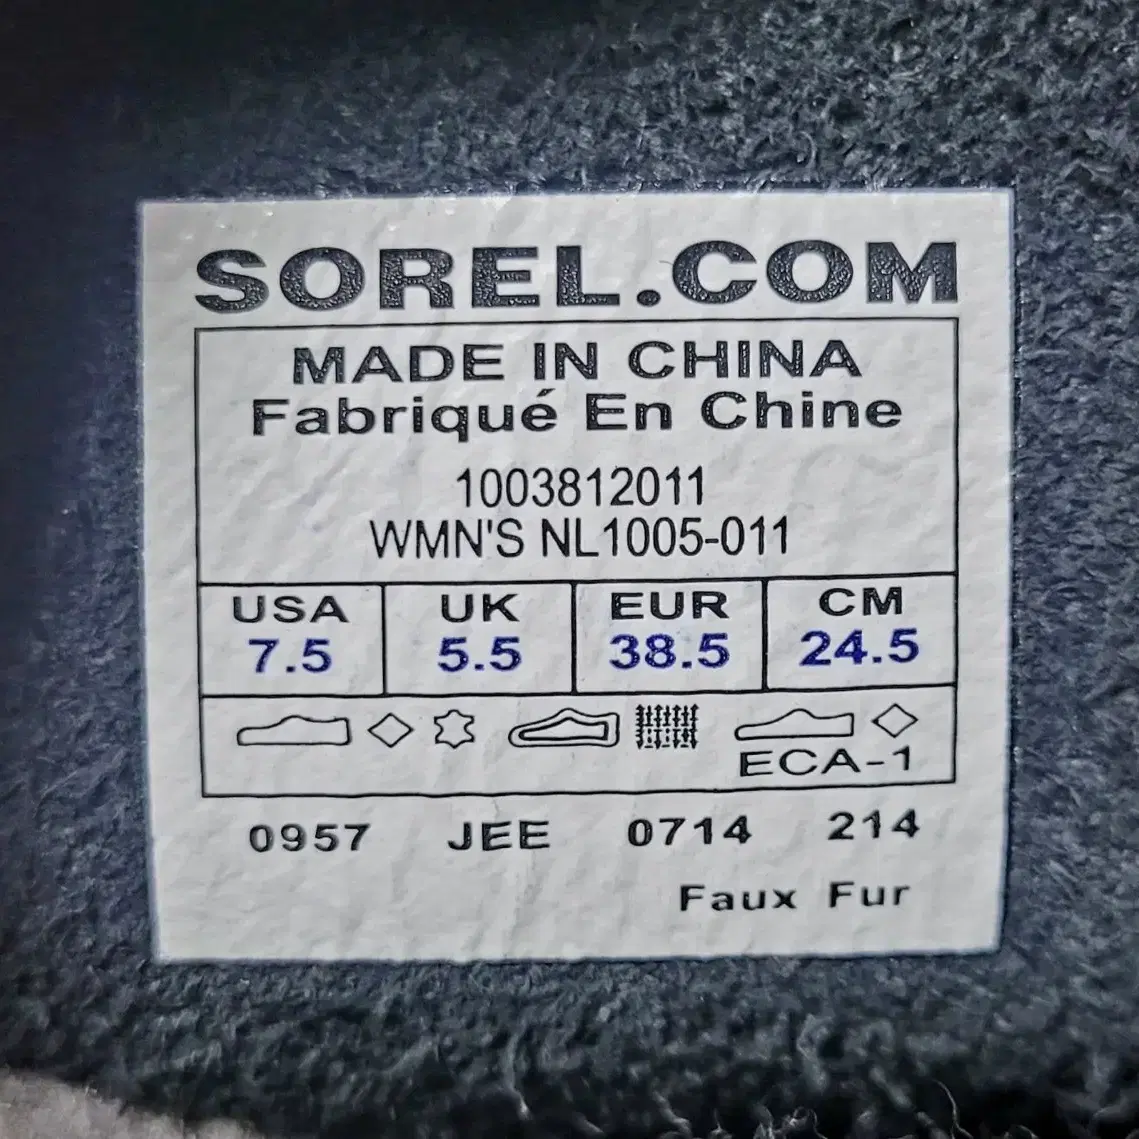 SOREL.COM
MADE IN CHINA
Fabriqué En Chine
1003812011
WMN'S NL1005-011
USA UK EUR CM
7.5 5.5 38.5 24.5
ECA-1
0957 JEE 0714 214
Faux Fur